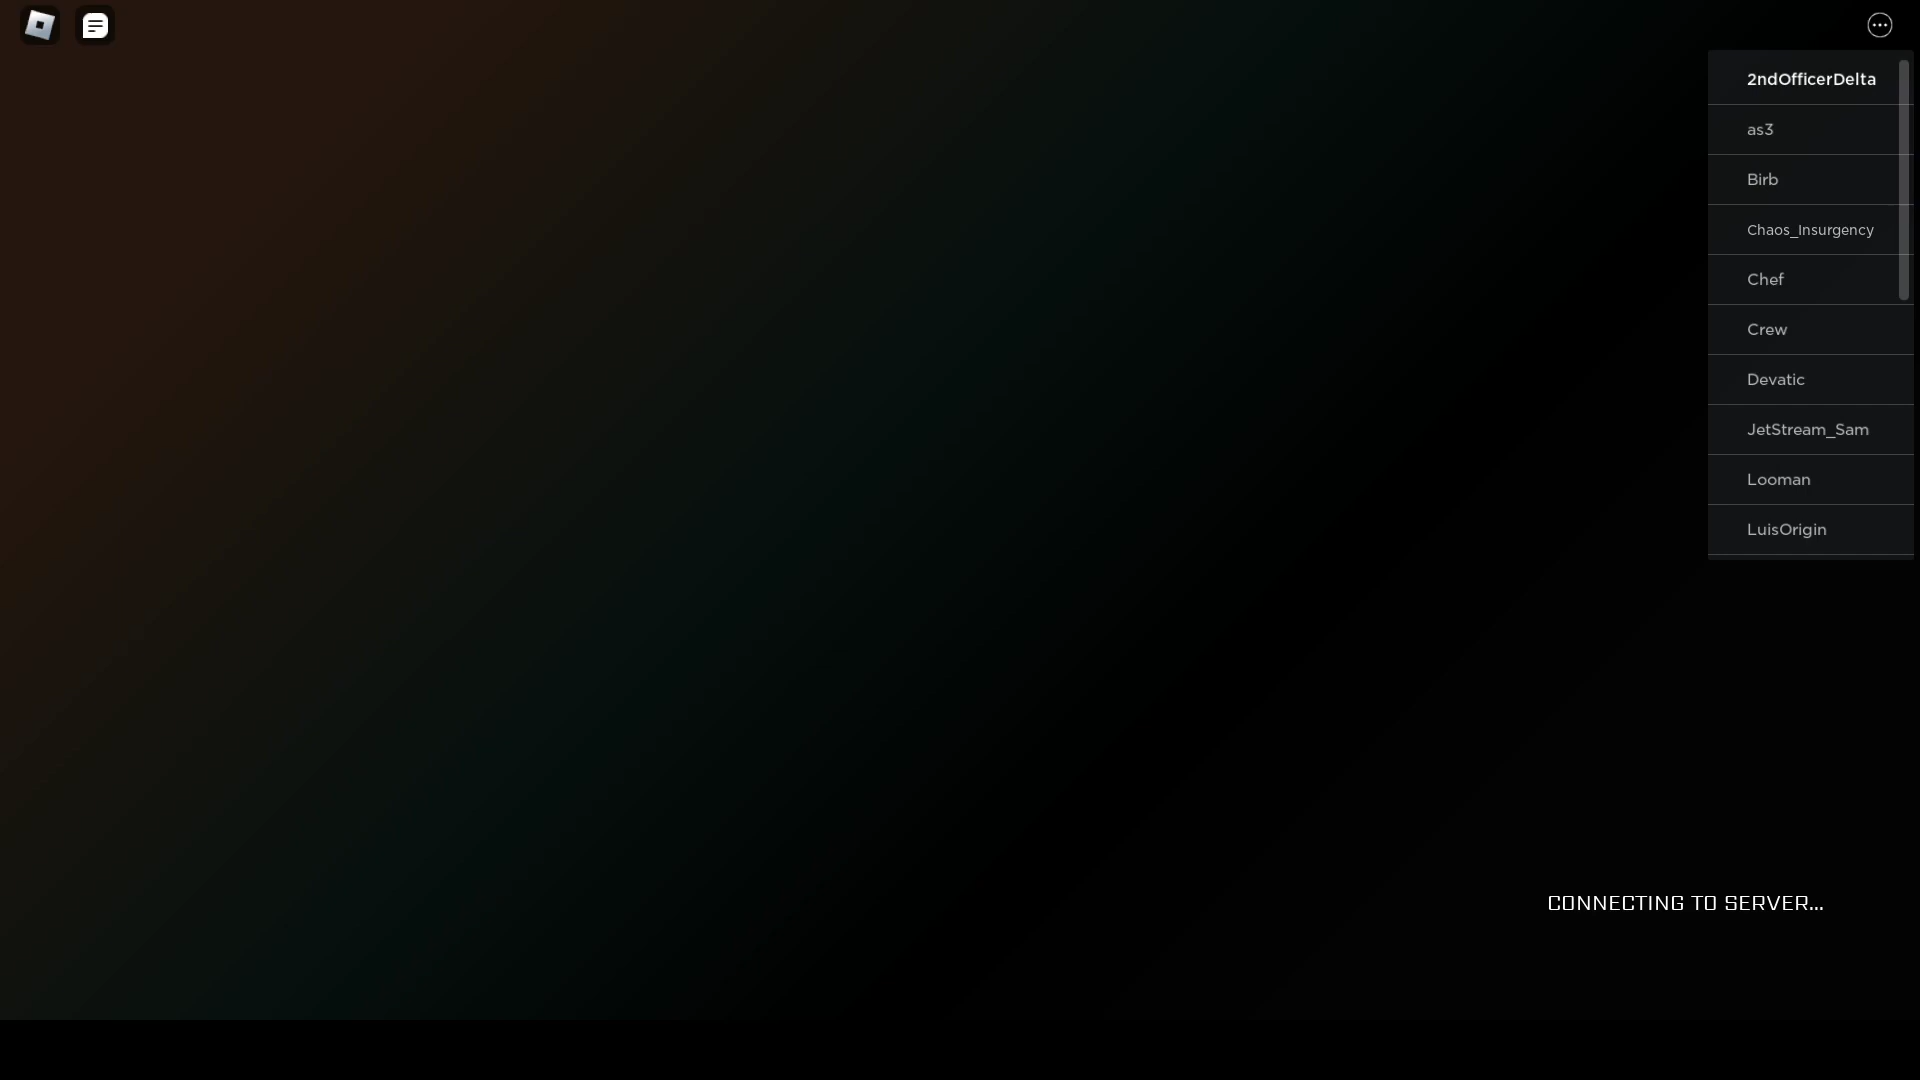 2ndOfficerDelta
as3
Birb
Chaos_Insurgency
Chef
Crew
Devatic
JetStream_Sam
Looman
LuisOrigin
CONNECTING TO SERVER...